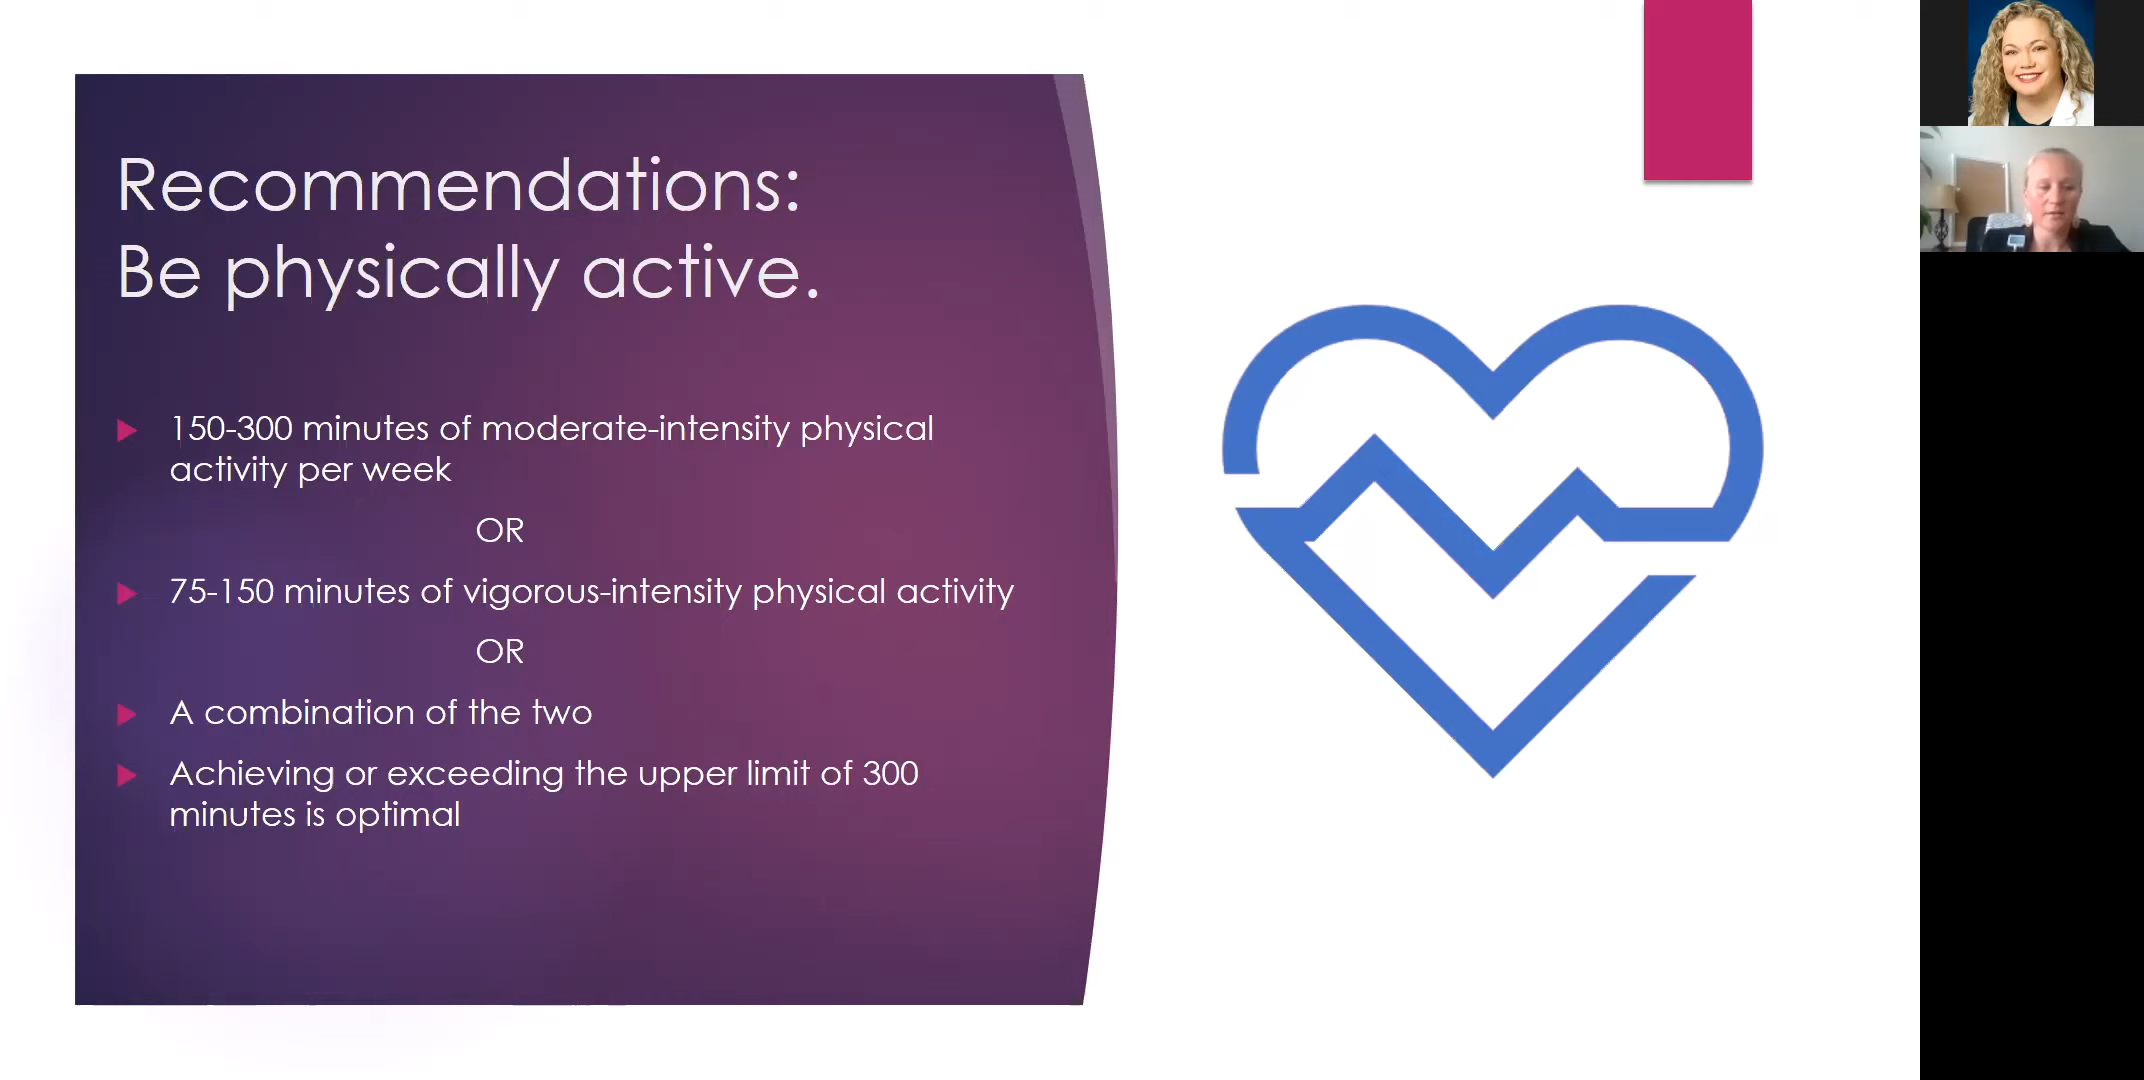 Recommendations:
Be physically active.
150-300 minutes of moderate-intensity physical
activity per week
OR
75-150 minutes of vigorous-intensity physical activity
OR
A combination of the two
Achieving or exceeding the upper limit of 300
minutes is optimal